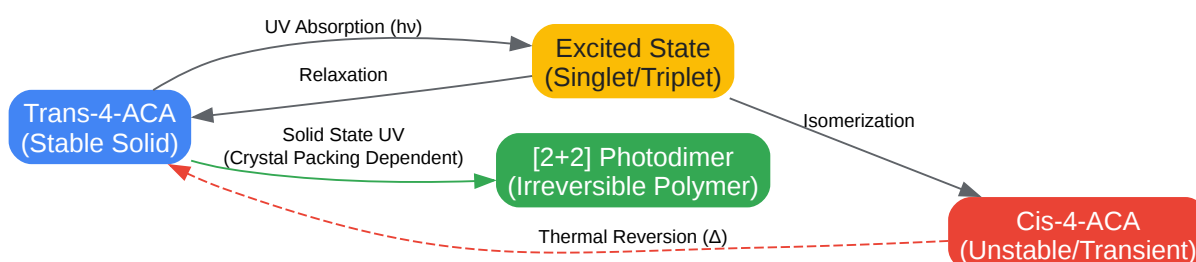 UV Absorption (hν)
Excited State
(Singlet/Triplet)
Relaxation
Trans-4-ACA
(Stable Solid)
Isomerization
Solid State UV
(Crystal Packing Dependent)
[2+2] Photodimer
(Irreversible Polymer)
Cis-4-ACA
(Unstable/Transient)
Thermal Reversion (Δ)